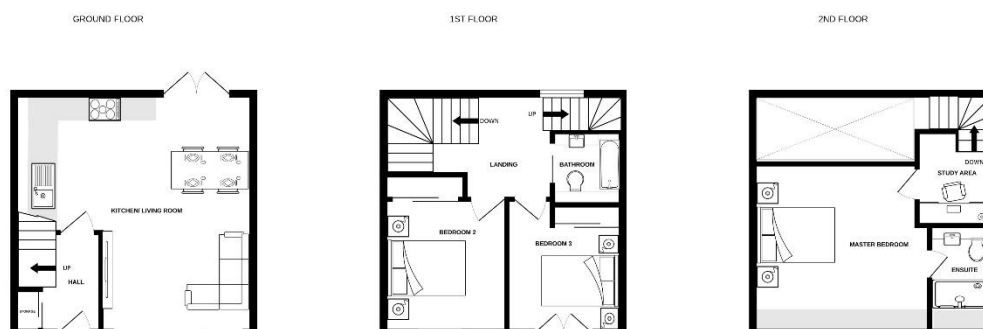 GROUND FLOOR
KITCHEN/ LIVING ROOM
UP
HALL
STORAGE
1ST FLOOR
DOWN
UP
LANDING
BATHROOM
BEDROOM 2
BEDROOM 3
2ND FLOOR
DOWN
STUDY AREA
MASTER BEDROOM
ENSUITE